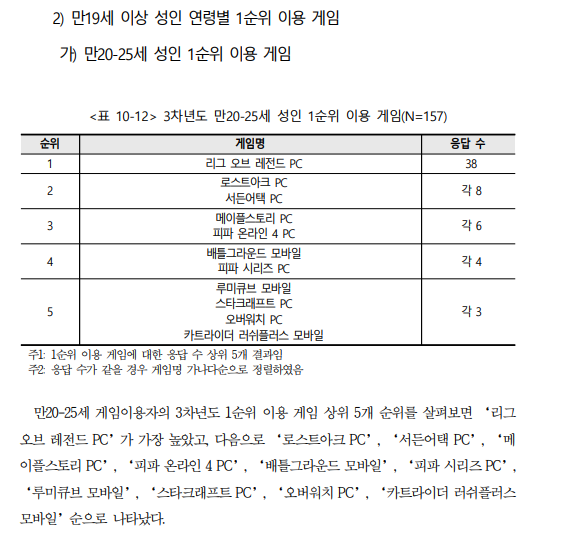 2) 만19세 이상 성인 연령별 1순위 이용 게임
가) 만20-25세 성인 1순위 이용 게임
<표 10-12> 3차년도 만20-25세 성인 1순위 이용 게임(N=157)
순위 게임명 응답 수
1 리그 오브 레전드 PC 38
2 로스트아크 PC 각 8
서든어택 PC
3 메이플스토리 PC 각 6
피파 온라인 4 PC
4 배틀그라운드 모바일 각 4
피파 시리즈 PC
5 루미큐브 모바일 각 3
스타크래프트 PC
오버워치 PC
카트라이더 러쉬플러스 모바일
주1: 1순위 이용 게임에 대한 응답 수 상위 5개 결과임
주2: 응답 수가 같을 경우 게임명 가나다순으로 정렬하였음
만20-25세 게임이용자의 3차년도 1순위 이용 게임 상위 5개 순위를 살펴보면 ‘리그
오브 레전드 PC’가 가장 높았고, 다음으로 ‘로스트아크 PC’, ‘서든어택 PC’, ‘메
이플스토리 PC’, ‘피파 온라인 4 PC’, ‘배틀그라운드 모바일’, ‘피파 시리즈 PC’,
‘루미큐브 모바일’, ‘스타크래프트 PC’, ‘오버워치 PC’, ‘카트라이더 러쉬플러스
모바일’ 순으로 나타났다.